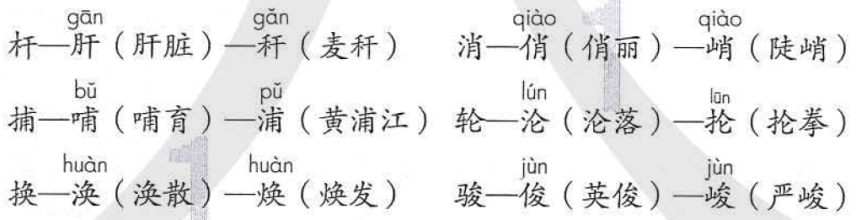 gān gǎn qiào qiào
杆—肝（肝脏）—秆（麦秆） 消—俏（俏丽）—峭（陡峭）
bǔ pǔ lún lūn
捕—哺（哺育）—浦（黄浦江） 轮—沦（沦落）—抡（抡拳）
huàn huàn jùn jùn
换—涣（涣散）—焕（焕发） 骏—俊（英俊）—峻（严峻）